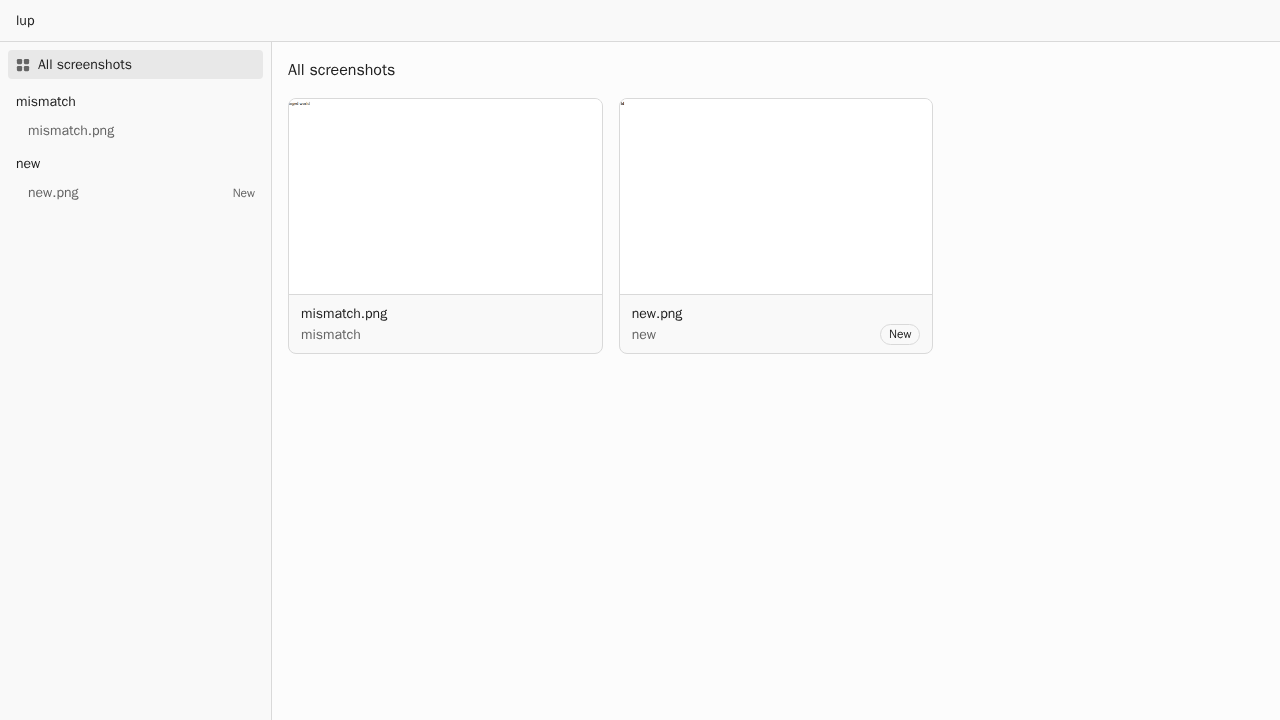 lup
All screenshots
mismatch
mismatch.png
new
new.png New
All screenshots
mismatch.png
mismatch
new.png
new New